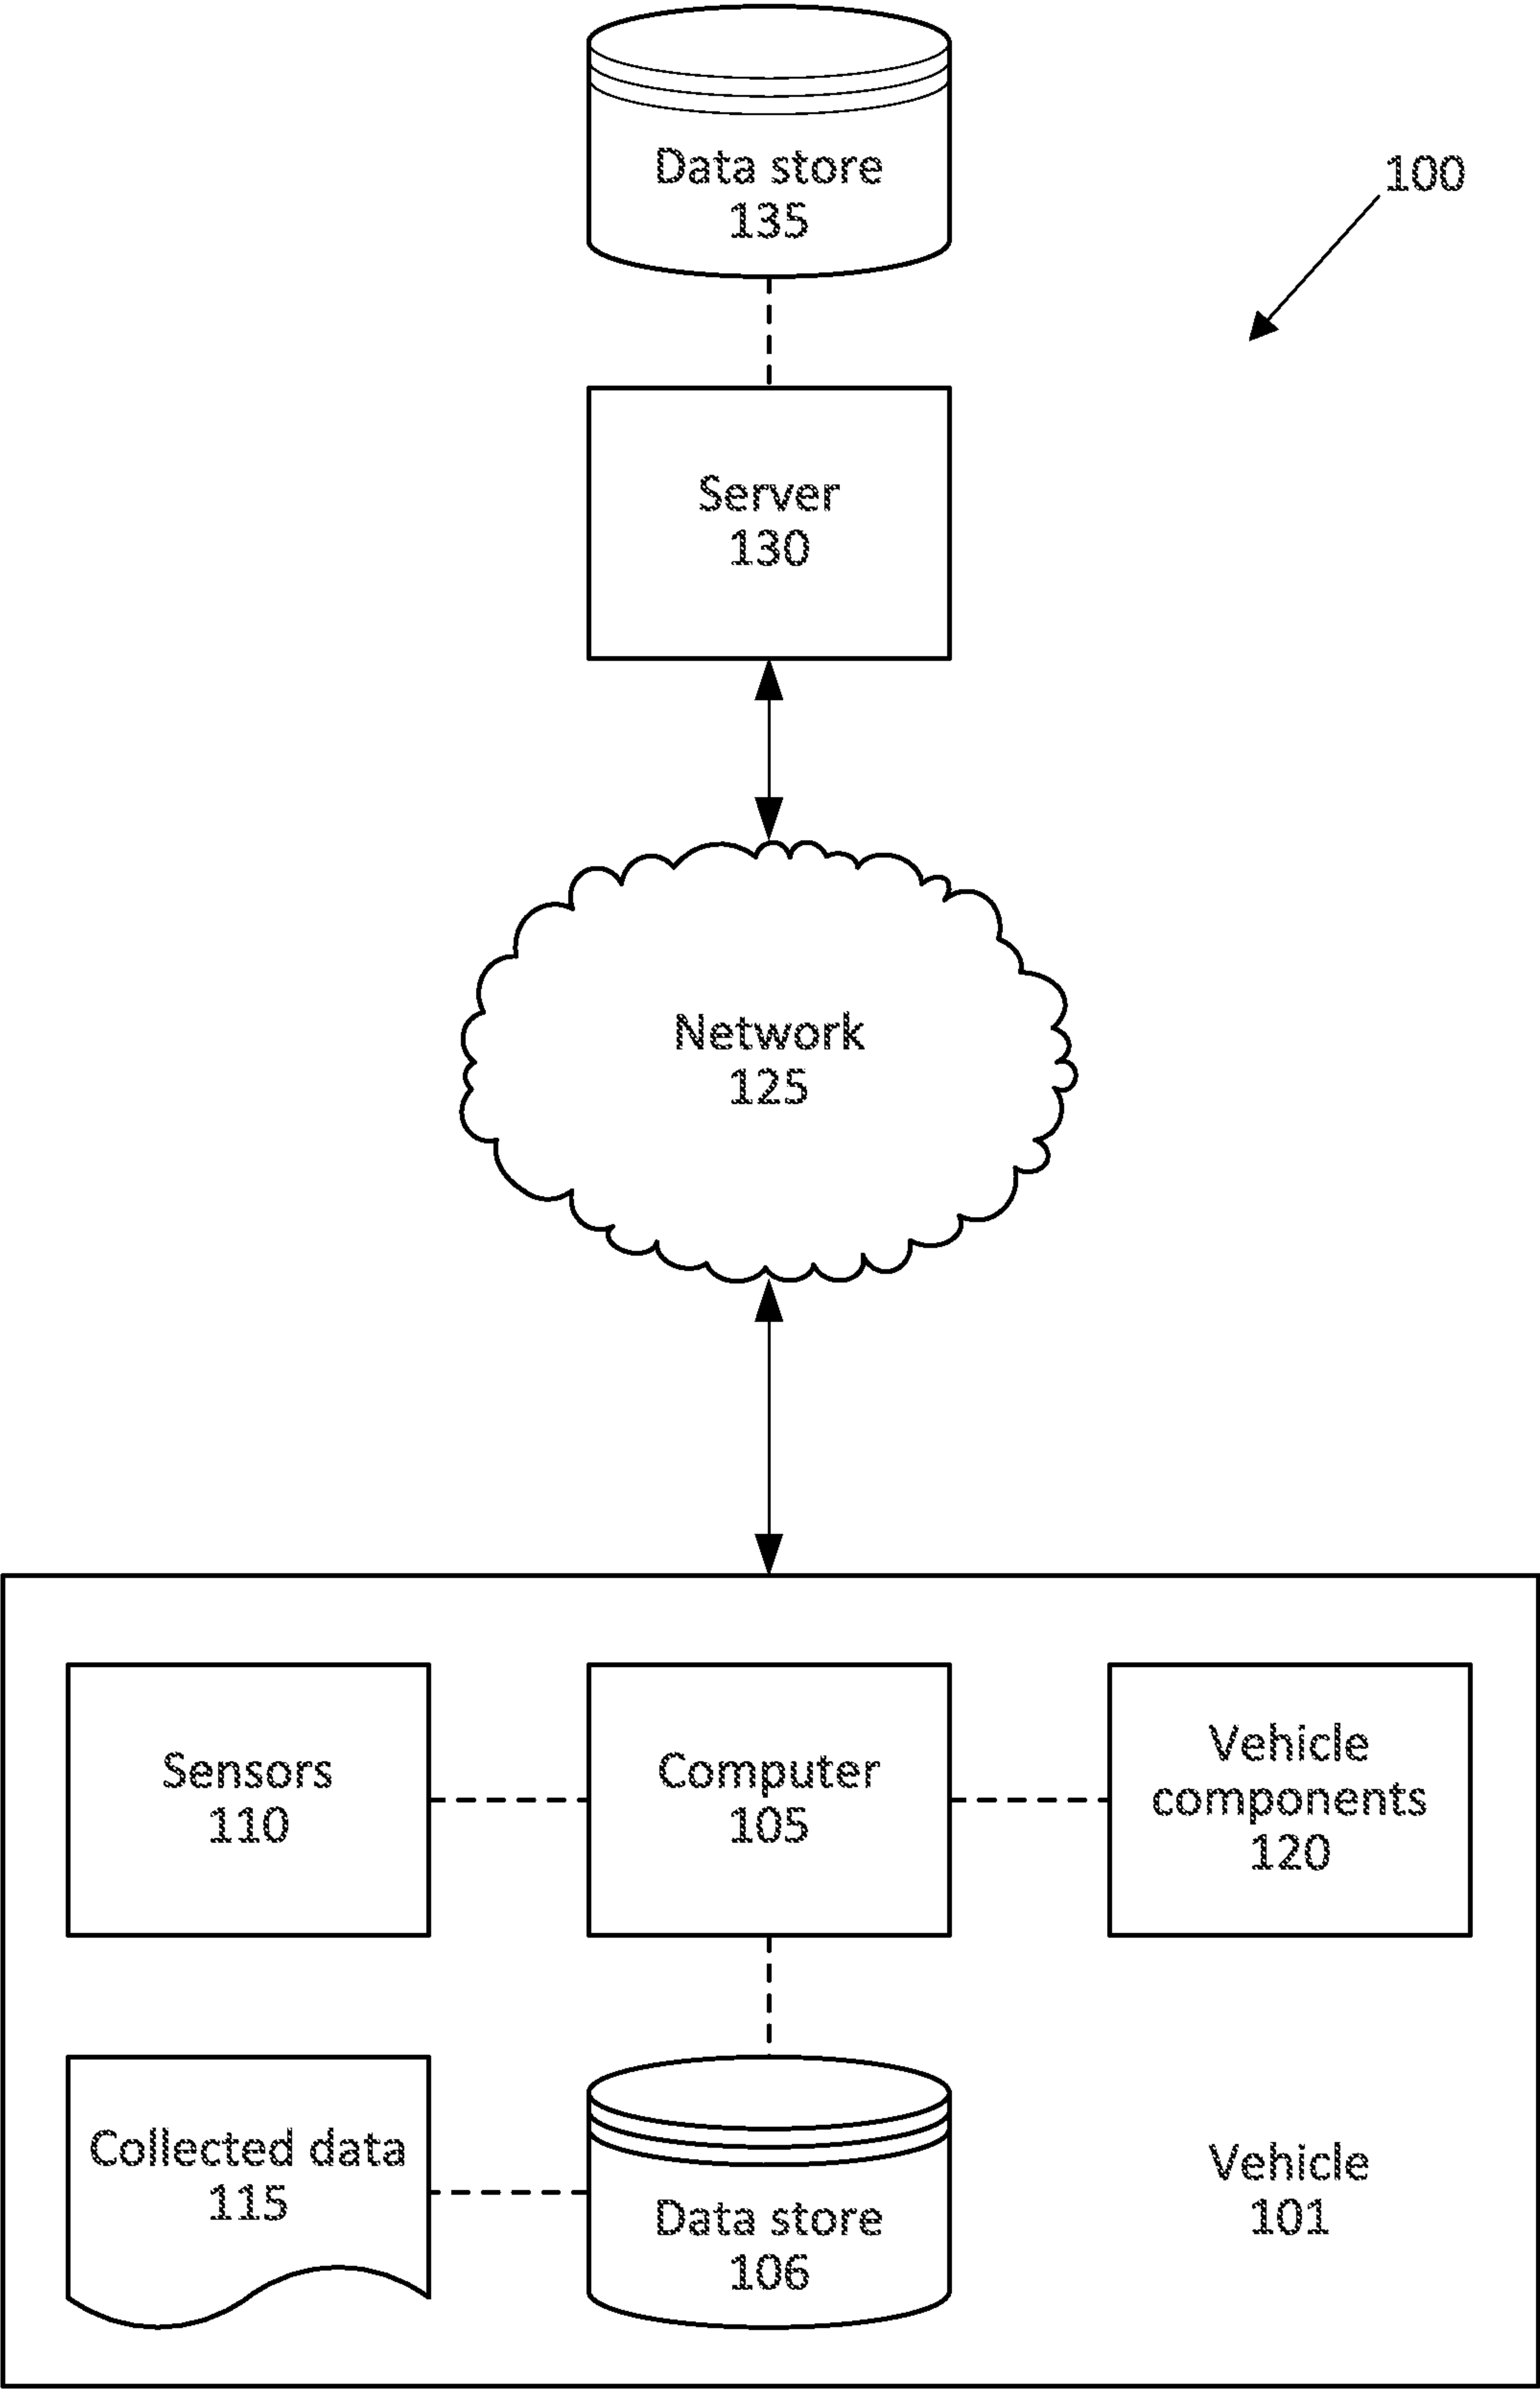 Data store
135
100
Server
130
Network
125
Sensors
110
Computer
105
Vehicle
components
120
Collected data
115
Data store
106
Vehicle
101